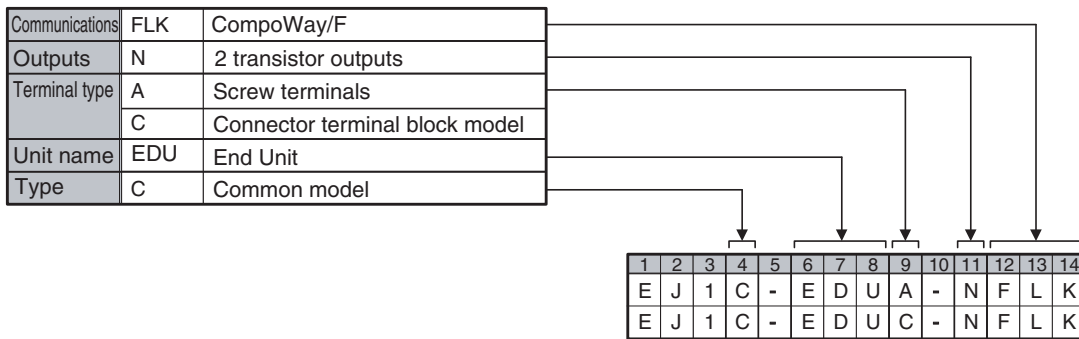 Communications FLK CompoWay/F
Outputs N 2 transistor outputs
Terminal type A Screw terminals
C Connector terminal block model
Unit name EDU End Unit
Type C Common model
1 2 3 4 5 6 7 8 9 10 11 12 13 14
E J 1 C - E D U A - N F L K
E J 1 C - E D U C - N F L K